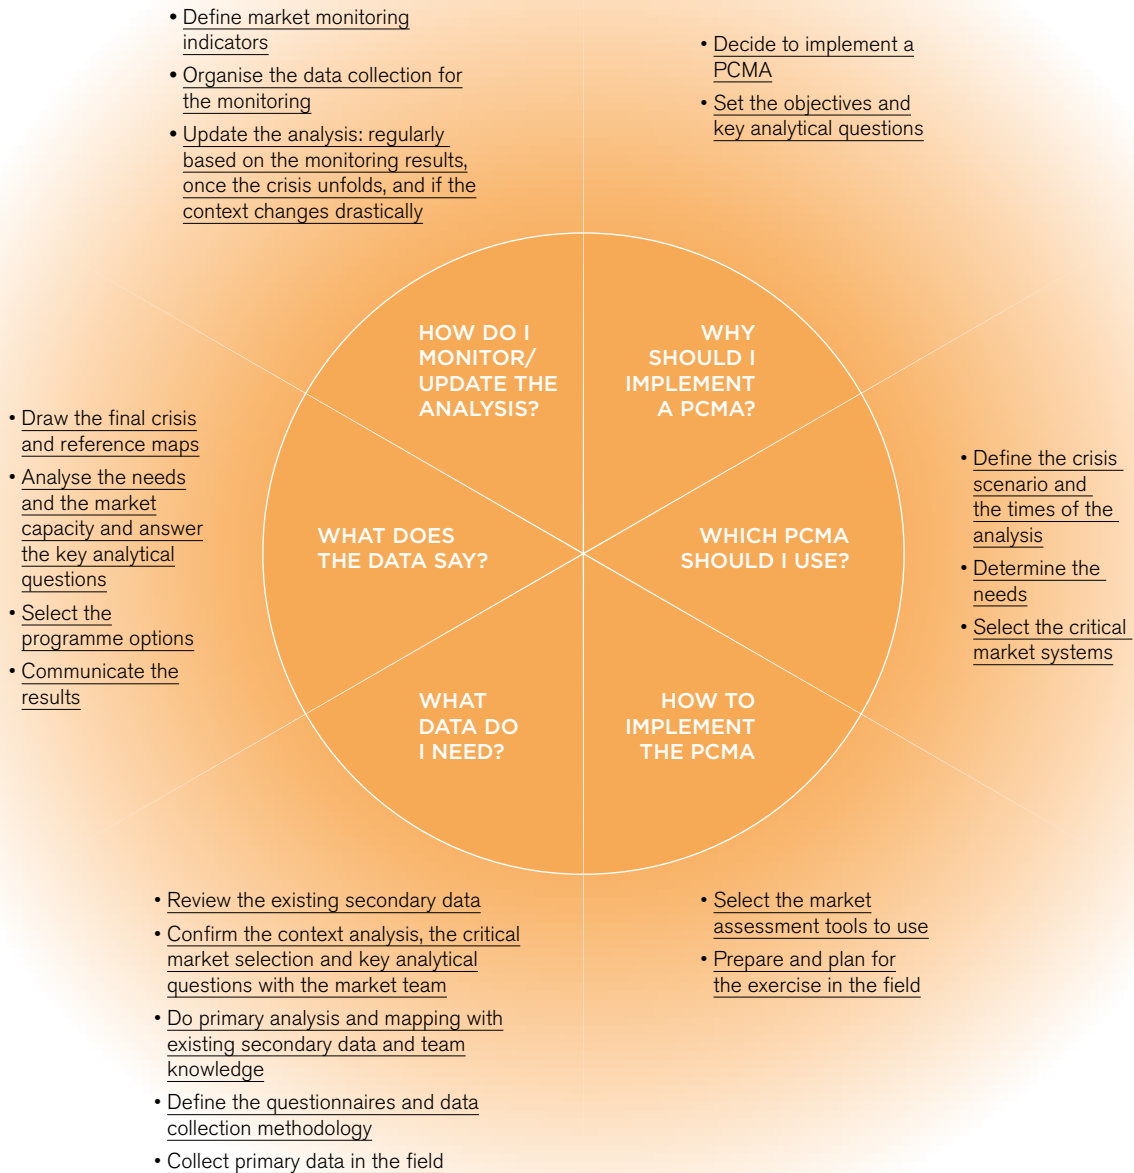 • Define market monitoring
indicators
• Organise the data collection for
the monitoring
• Update the analysis: regularly
based on the monitoring results,
once the crisis unfolds, and if the
context changes drastically
• Decide to implement a
PCMA
• Set the objectives and
key analytical questions
HOW DO I
MONITOR/
UPDATE THE
ANALYSIS?
WHY
SHOULD I
IMPLEMENT
A PCMA?
• Draw the final crisis
and reference maps
• Analyse the needs
and the market
capacity and answer
the key analytical
questions
• Select the
programme options
• Communicate the
results
WHAT DOES
THE DATA SAY?
WHICH PCMA
SHOULD I USE?
• Define the crisis
scenario and
the times of the
analysis
• Determine the
needs
• Select the critical
market systems
WHAT
DATA DO
I NEED?
HOW TO
IMPLEMENT
THE PCMA
• Review the existing secondary data
• Confirm the context analysis, the critical
market selection and key analytical
questions with the market team
• Do primary analysis and mapping with
existing secondary data and team
knowledge
• Define the questionnaires and data
collection methodology
• Collect primary data in the field
• Select the market
assessment tools to use
• Prepare and plan for
the exercise in the field